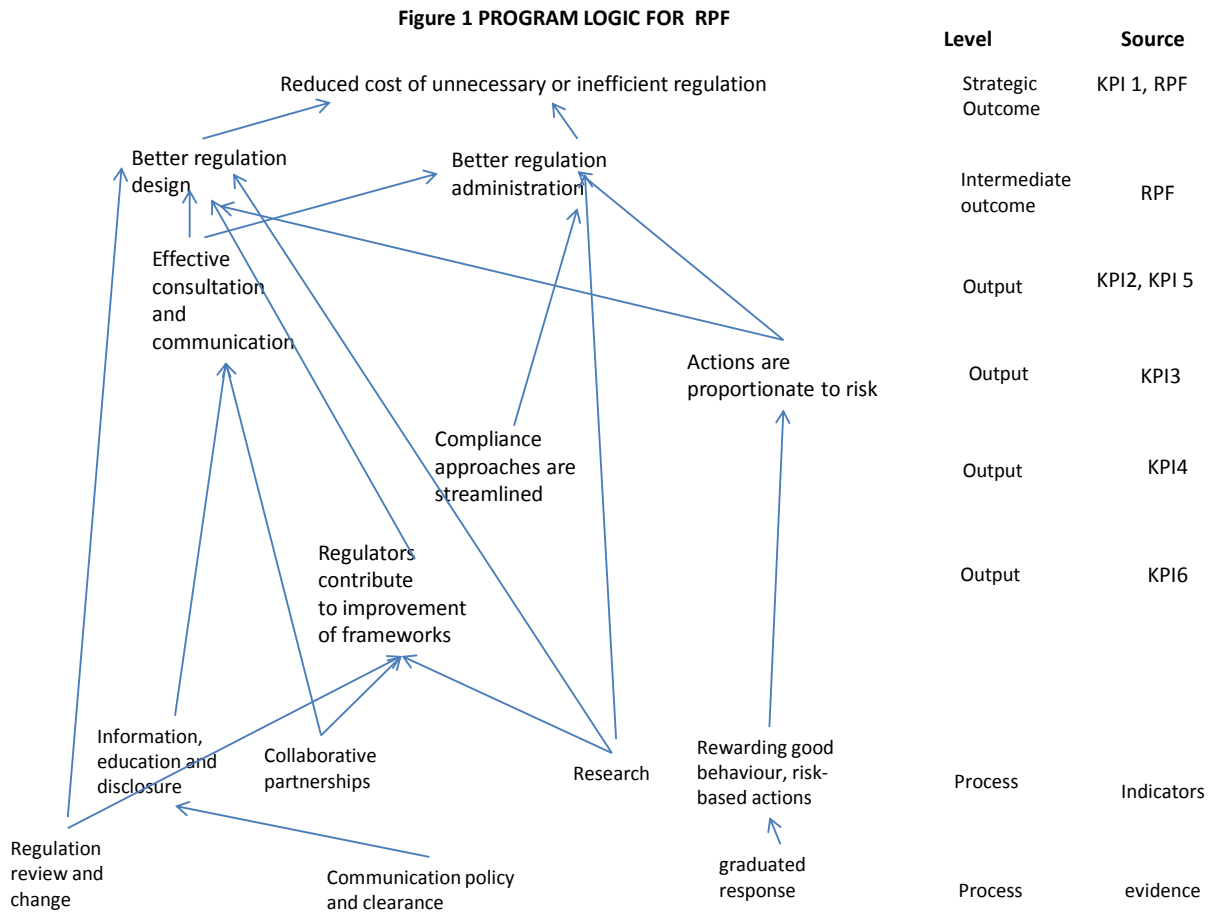 Figure 1 PROGRAM LOGIC FOR RPF
Level
Source
Reduced cost of unnecessary or inefficient regulation
Strategic
Outcome
KPI 1, RPF
Better regulation
design
Better regulation
administration
Intermediate
outcome
RPF
Effective
consultation
and
communication
Output
KPI2, KPI 5
Actions are
proportionate to risk
Output
KPI3
Compliance
approaches are
streamlined
Output
KPI4
Regulators
contribute
to improvement
of frameworks
Output
KPI6
Information,
education and
disclosure
Collaborative
partnerships
Research
Rewarding good
behaviour, risk-
based actions
Process
Indicators
Regulation
review and
change
Communication policy
and clearance
graduated
response
Process
evidence